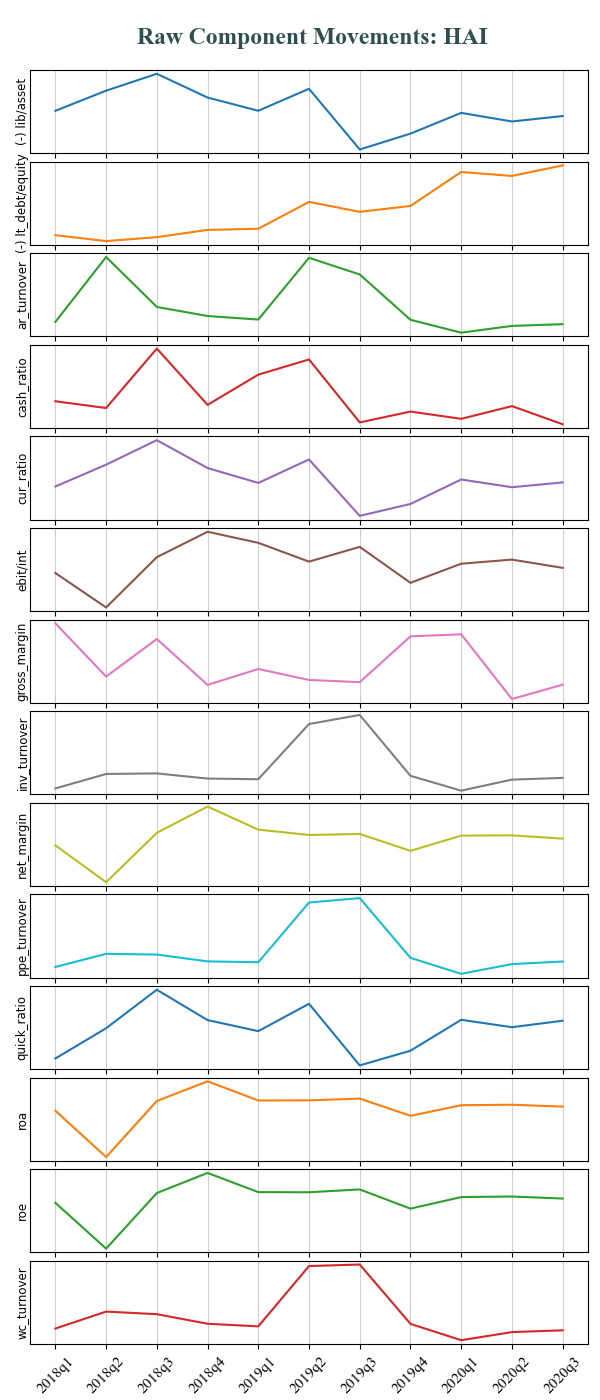 Raw Component Movements: HAI
(-) lib/asset
(-) lt_debt/equity
ar_turnover
cash_ratio
cur_ratio
ebit/int
gross_margin
inv_turnover
net_margin
ppe_turnover
quick_ratio
roa
roe
wc_turnover
2018q1 2018q2 2018q3 2018q4 2019q1 2019q2 2019q3 2019q4 2020q1 2020q2 2020q3